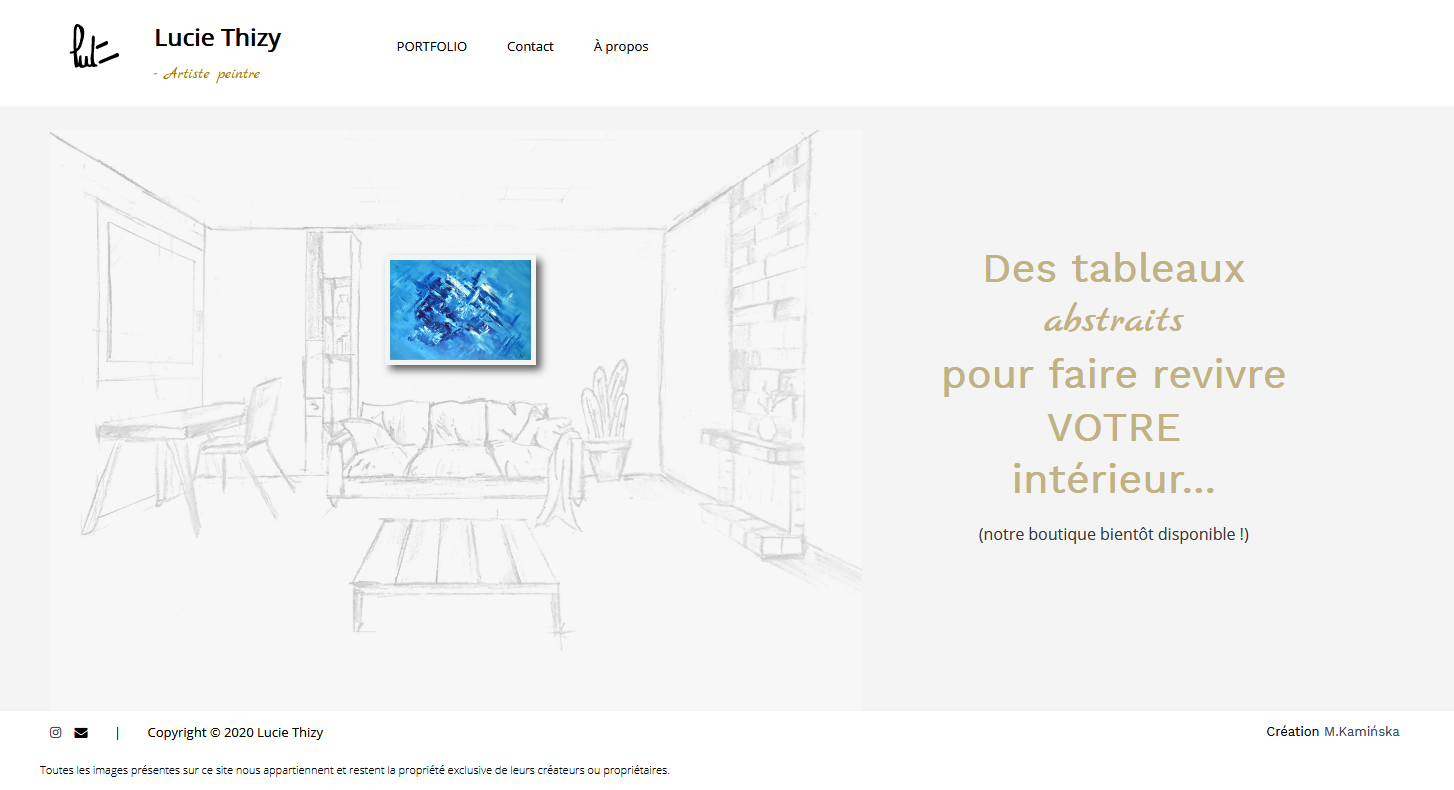 Lucie Thizy
- Artiste peintre
PORTFOLIO
Contact
À propos
Des tableaux
abstraits
pour faire revivre
VOTRE
intérieur...
(notre boutique bientôt disponible !)
| Copyright © 2020 Lucie Thizy
Création M.Kamińska
Toutes les images présentes sur ce site nous appartiennent et restent la propriété exclusive de leurs créateurs ou propriétaires.